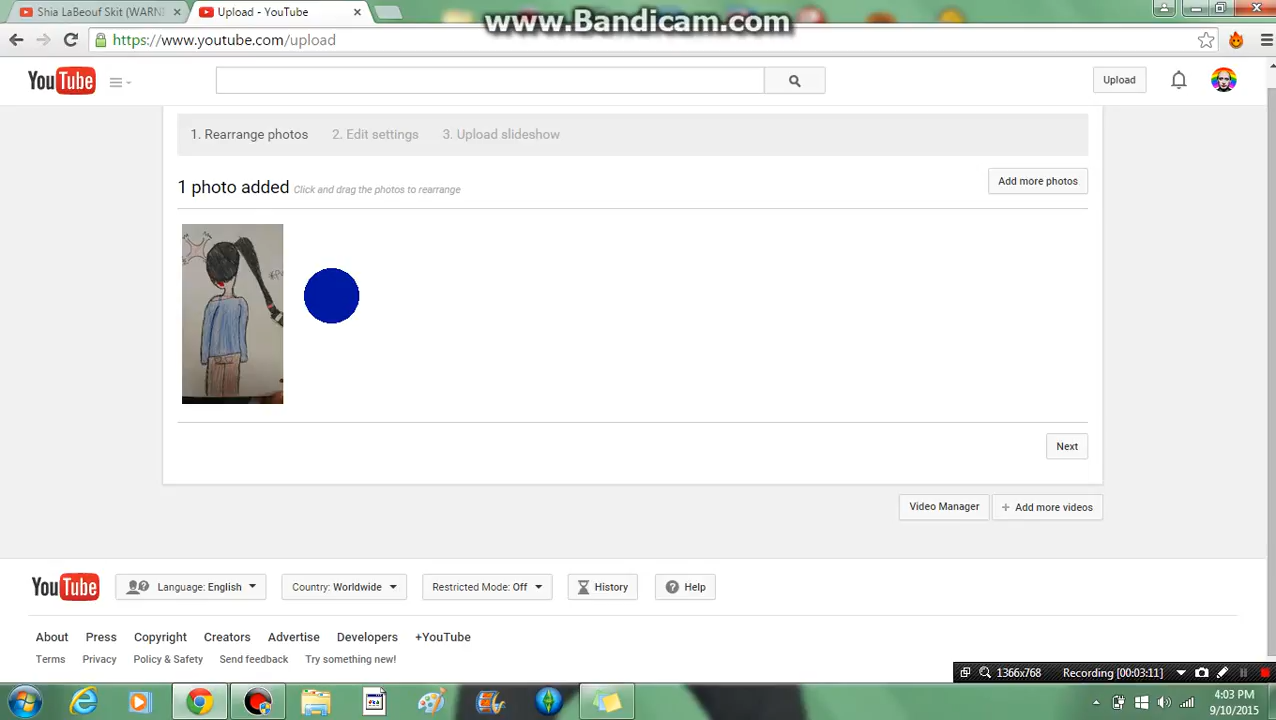 Shia LaBeouf Skit (WARN
Upload - YouTube
www.Bandicam.com
https://www.youtube.com/upload
YouTube
Upload
1. Rearrange photos 2. Edit settings 3. Upload slideshow
1 photo added Click and drag the photos to rearrange
Add more photos
Next
Video Manager
+ Add more videos
YouTube
Language: English
Country: Worldwide
Restricted Mode: Off
History
Help
About Press Copyright Creators Advertise Developers +YouTube
Terms Privacy Policy & Safety Send feedback Try something new!
1366x768 Recording [00:03:11]
4:03 PM
9/10/2015